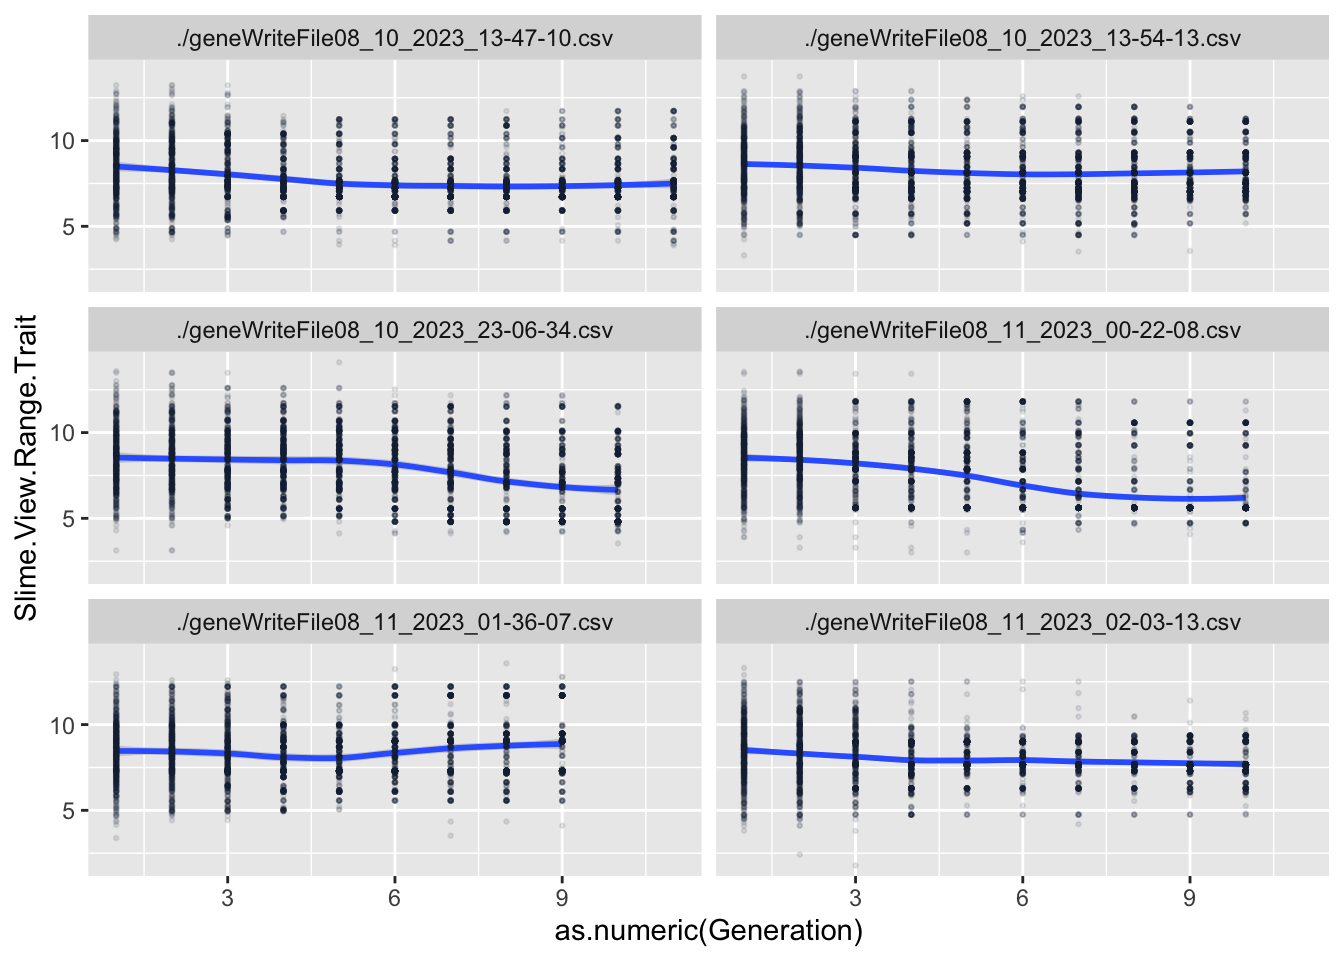 ./geneWriteFile08_10_2023_13-47-10.csv
./geneWriteFile08_10_2023_13-54-13.csv
10
5
./geneWriteFile08_10_2023_23-06-34.csv
./geneWriteFile08_11_2023_00-22-08.csv
10
5
./geneWriteFile08_11_2023_01-36-07.csv
./geneWriteFile08_11_2023_02-03-13.csv
10
5
Slime.View.Range.Trait
3
6
9
3
6
9
as.numeric(Generation)